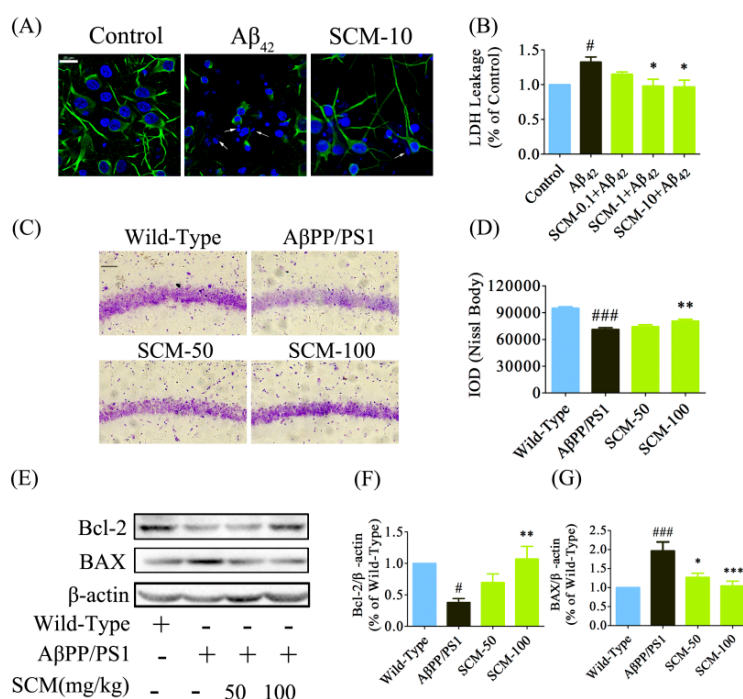 (A)
Control
Aβ42
SCM-10
(B)
LDH Leakage
(% of Control)
1.5
1.0
0.5
0.0
#
*
*
Control
Aβ42
SCM-0.1+Aβ42
SCM-1+Aβ42
SCM-10+Aβ42
(C)
Wild-Type
AβPP/PS1
SCM-50
SCM-100
(D)
IOD (Nissl Body)
120000
90000
60000
30000
0
###
**
Wild-Type
AβPP/PS1
SCM-50
SCM-100
(E)
Bcl-2
BAX
β-actin
Wild-Type + - - -
AβPP/PS1 - + + +
SCM(mg/kg) - - 50 100
(F)
Bcl-2/β -actin
(% of Wild-Type)
1.5
1.0
0.5
0.0
#
**
Wild-Type
AβPP/PS1
SCM-50
SCM-100
(G)
BAX/β -actin
(% of Wild-Type)
2.5
2.0
1.5
1.0
0.5
0.0
###
*
***
Wild-Type
AβPP/PS1
SCM-50
SCM-100